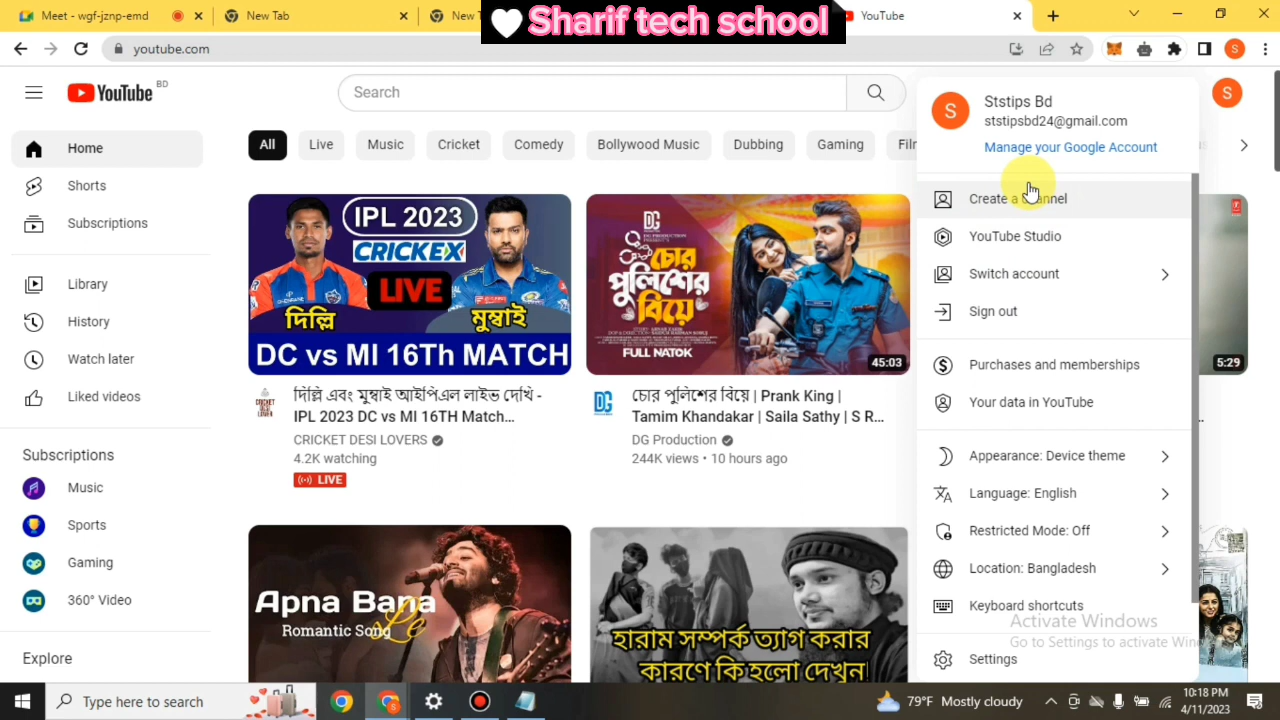 Meet - wgf-jznp-emd
New Tab
New T
YouTube
Sharif tech school
youtube.com
YouTube BD
Search
S
Ststips Bd
ststipsbd24@gmail.com
Manage your Google Account
Home
Shorts
Subscriptions
Library
History
Watch later
Liked videos
Subscriptions
Music
Sports
Gaming
360° Video
Explore
All
Live
Music
Cricket
Comedy
Bollywood Music
Dubbing
Gaming
IPL 2023
CRICKEX
LIVE
দিল্লি
মুম্বাই
DC vs MI 16Th MATCH
দিল্লি এবং মুম্বাই আইপিএল লাইভ দেখি -
IPL 2023 DC vs MI 16TH Match...
CRICKET DESI LOVERS
4.2K watching
LIVE
DG
চোর
পুলিশের
বিয়ে
FULL NATOK
45:03
চোর পুলিশের বিয়ে | Prank King |
Tamim Khandakar | Saila Sathy | S R...
DG Production
244K views • 10 hours ago
5:29
Apna Bana
Le
Romantic Song
হারাম সম্পর্ক ত্যাগ করার
কারণে কি হলো দেখুন
Create a channel
YouTube Studio
Switch account
Sign out
Purchases and memberships
Your data in YouTube
Appearance: Device theme
Language: English
Restricted Mode: Off
Location: Bangladesh
Keyboard shortcuts
Settings
Activate Windows
Go to Settings to activate Win
Type here to search
79°F Mostly cloudy
10:18 PM
4/11/2023